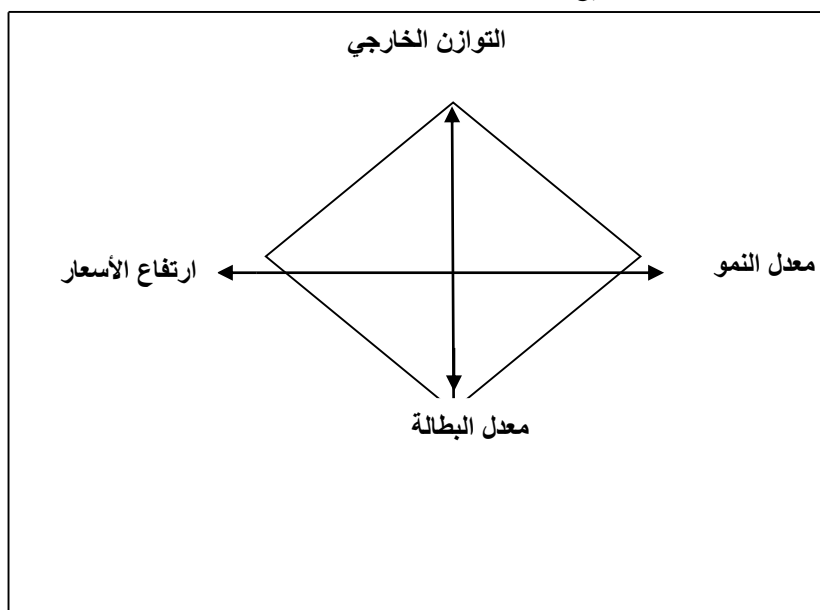 التوازن الخارجي
معدل النمو
ارتفاع الأسعار
معدل البطالة